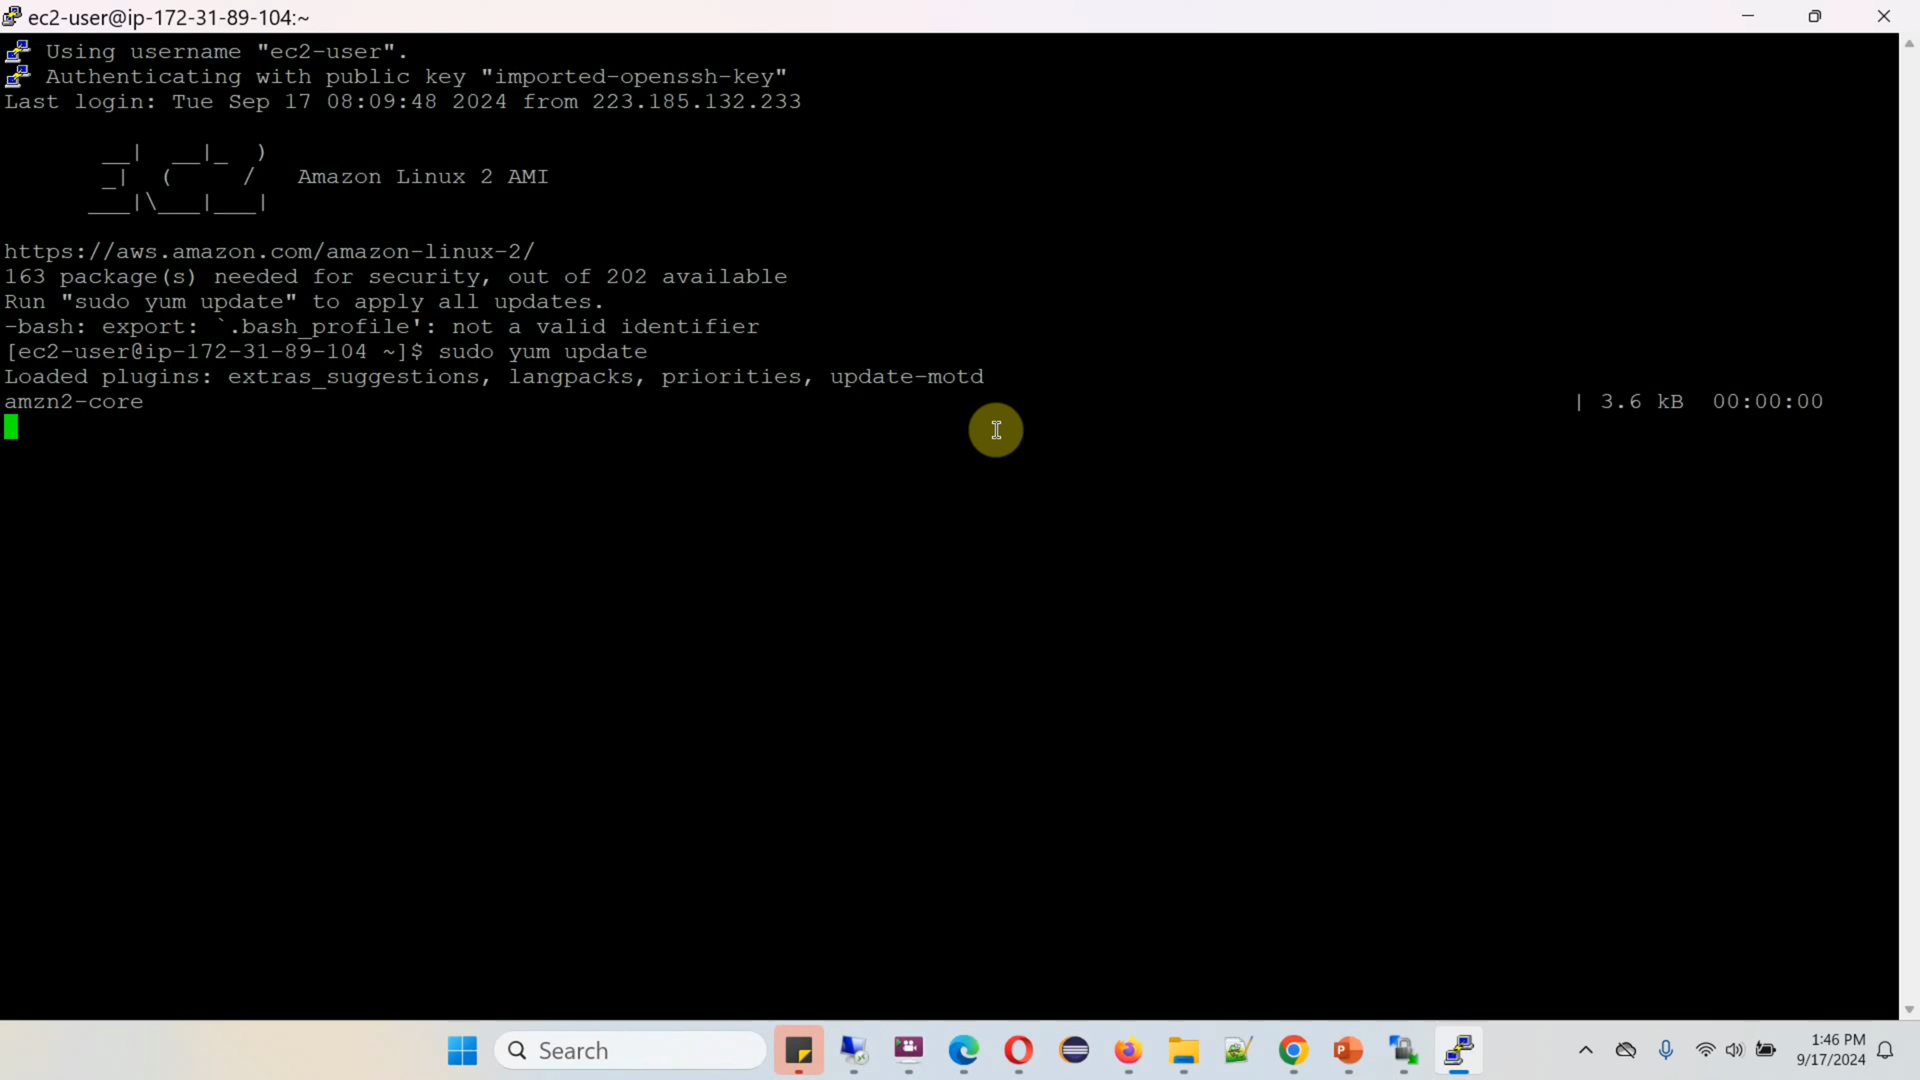 ec2-user@ip-172-31-89-104:~
Using username "ec2-user".
Authenticating with public key "imported-openssh-key"
Last login: Tue Sep 17 08:09:48 2024 from 223.185.132.233
__| __|_ )
_| ( / Amazon Linux 2 AMI
___|\___|___|
https://aws.amazon.com/amazon-linux-2/
163 package(s) needed for security, out of 202 available
Run "sudo yum update" to apply all updates.
-bash: export: `.bash_profile': not a valid identifier
[ec2-user@ip-172-31-89-104 ~]$ sudo yum update
Loaded plugins: extras_suggestions, langpacks, priorities, update-motd
amzn2-core | 3.6 kB 00:00:00
Search
1:46 PM
9/17/2024